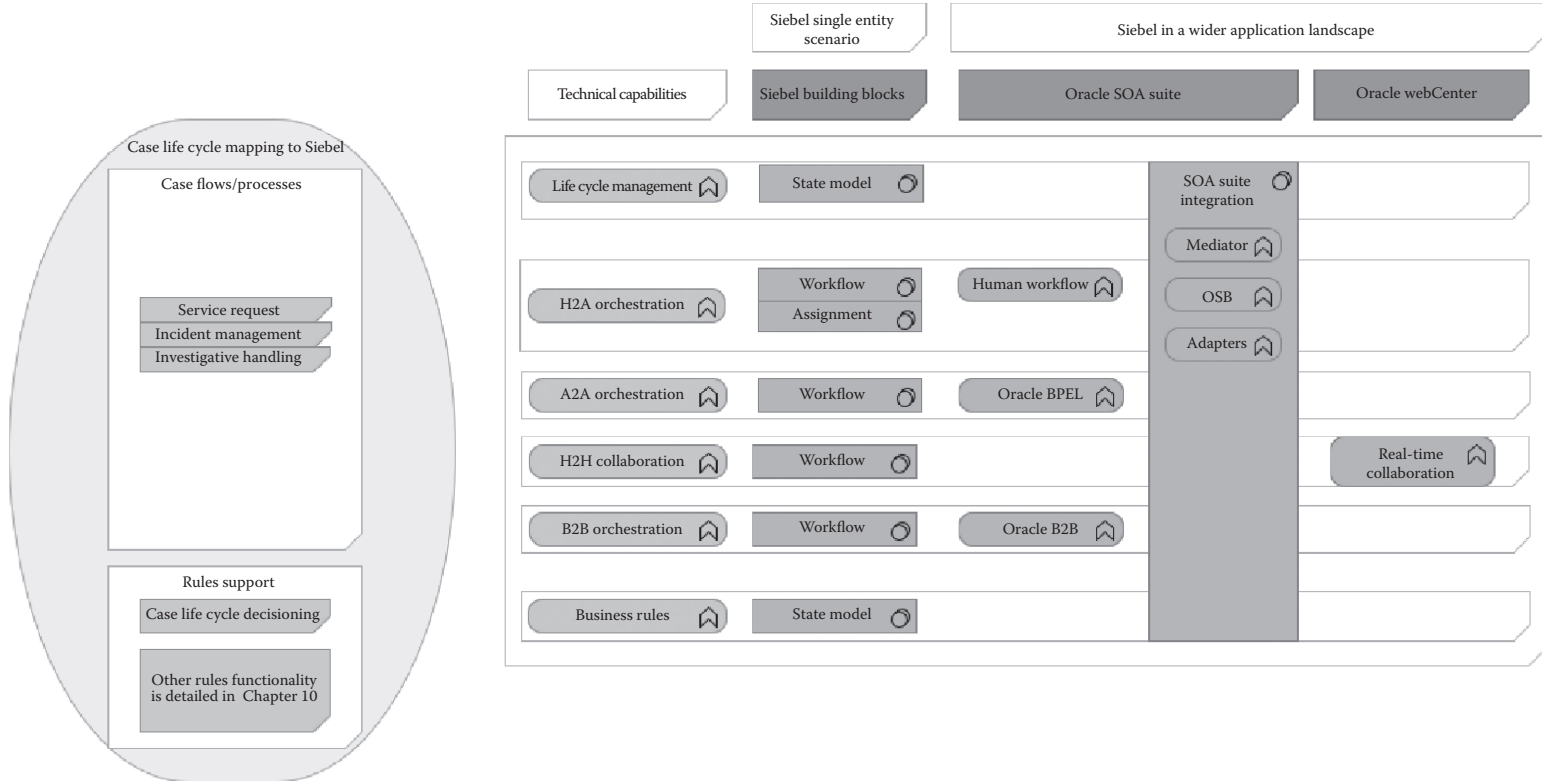 Siebel single entity
scenario
Siebel in a wider application landscape
Technical capabilities
Siebel building blocks
Oracle SOA suite
Oracle webCenter
Case life cycle mapping to Siebel
Case flows/processes
Service request
Incident management
Investigative handling
Rules support
Case life cycle decisioning
Other rules functionality
is detailed in Chapter 10
Life cycle management
State model
SOA suite
integration
Mediator
OSB
Adapters
H2A orchestration
Workflow
Assignment
Human workflow
A2A orchestration
Workflow
Oracle BPEL
H2H collaboration
Workflow
Real-time
collaboration
B2B orchestration
Workflow
Oracle B2B
Business rules
State model